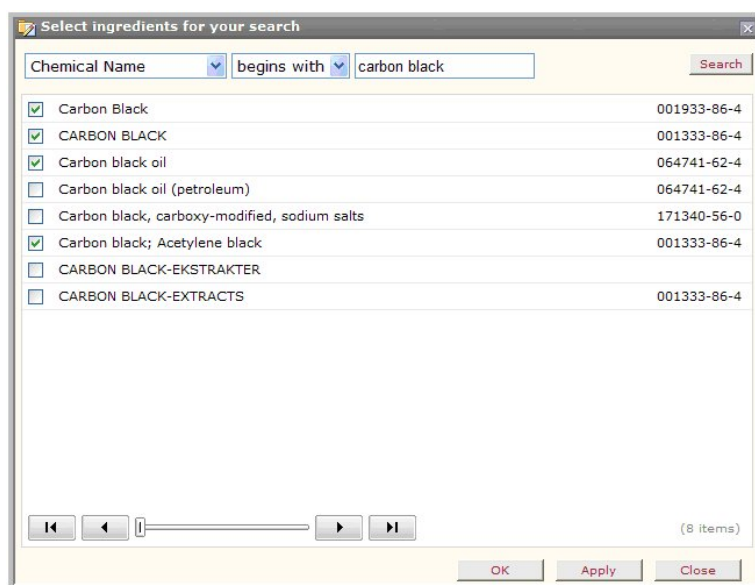 Select ingredients for your search
Chemical Name begins with carbon black Search
Carbon Black 001933-86-4
CARBON BLACK 001333-86-4
Carbon black oil 064741-62-4
Carbon black oil (petroleum) 064741-62-4
Carbon black, carboxy-modified, sodium salts 171340-56-0
Carbon black; Acetylene black 001333-86-4
CARBON BLACK-EKSTRAKTER
CARBON BLACK-EXTRACTS 001333-86-4
(8 items)
OK Apply Close